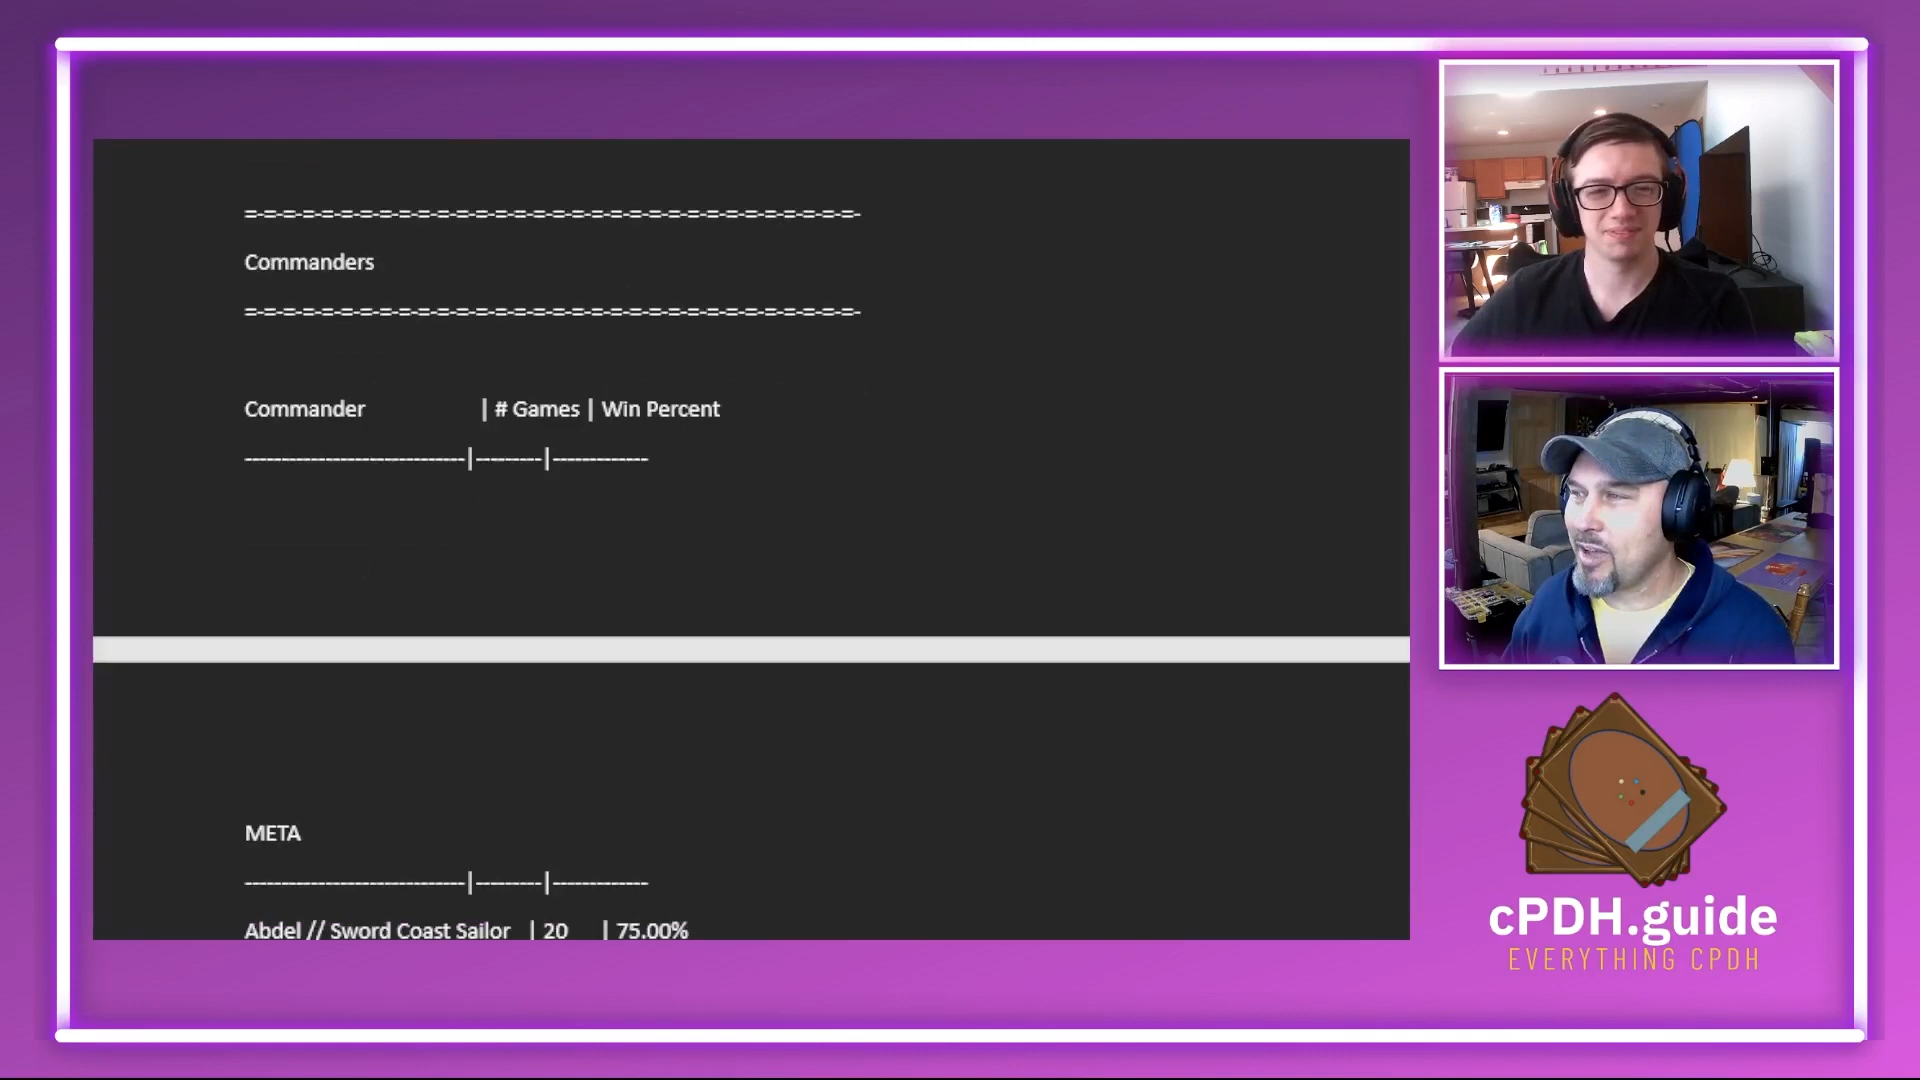 =-=-=-=-=-=-=-=-=-=-=-=-=-=-=-=-=-=-=-=-=-=-=-=-=-=-=-=-=-=-=-=-
Commanders
=-=-=-=-=-=-=-=-=-=-=-=-=-=-=-=-=-=-=-=-=-=-=-=-=-=-=-=-=-=-=-=-
Commander | # Games | Win Percent
------------------------------|---------|-------------
META
------------------------------|---------|-------------
Abdel // Sword Coast Sailor | 20 | 75.00%
cPDH.guide
EVERYTHING CPDH